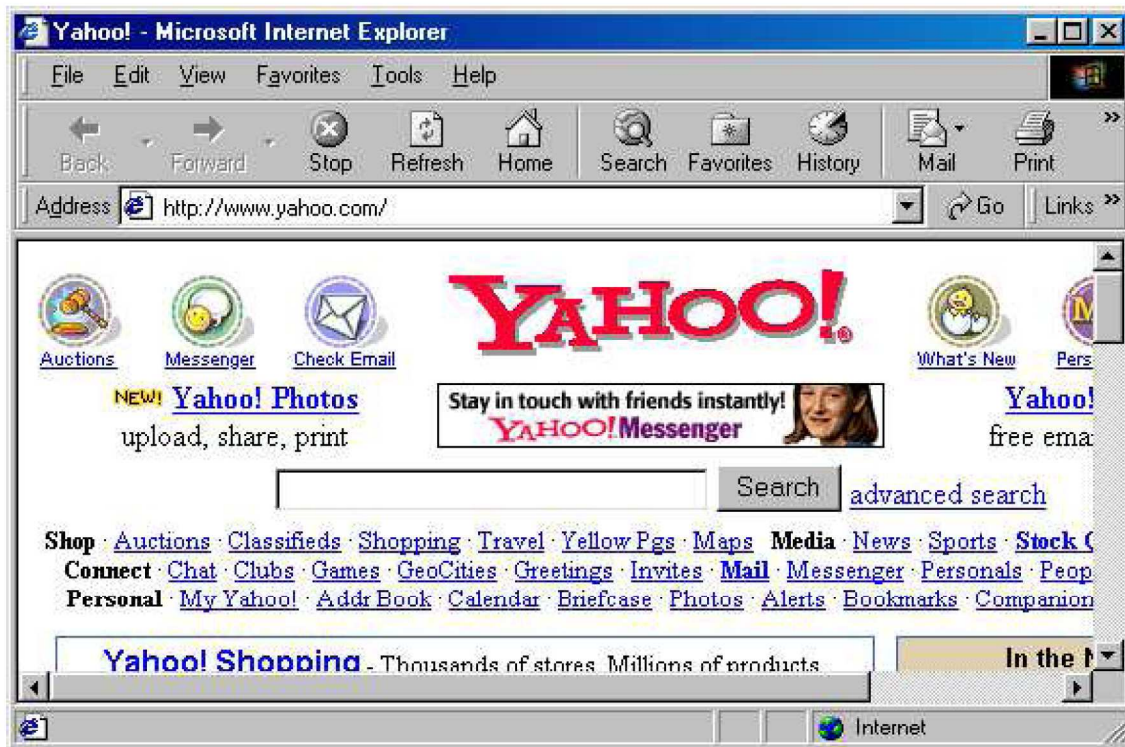 Yahoo! - Microsoft Internet Explorer
File Edit View Favorites Tools Help
Back Forward Stop Refresh Home Search Favorites History Mail Print »
Address http://www.yahoo.com/ Go Links »
YAHOO!®
Auctions Messenger Check Email What's New Pers
NEW! Yahoo! Photos
upload, share, print
Stay in touch with friends instantly!
YAHOO! Messenger
Yahoo!
free ema
Search advanced search
Shop · Auctions · Classifieds · Shopping · Travel · Yellow Pgs · Maps Media · News · Sports · Stock
Connect · Chat · Clubs · Games · GeoCities · Greetings · Invites · Mail · Messenger · Personals · Peop
Personal · My Yahoo! · Addr Book · Calendar · Briefcase · Photos · Alerts · Bookmarks · Companion
Yahoo! Shopping - Thousands of stores. Millions of products.
In the
Internet